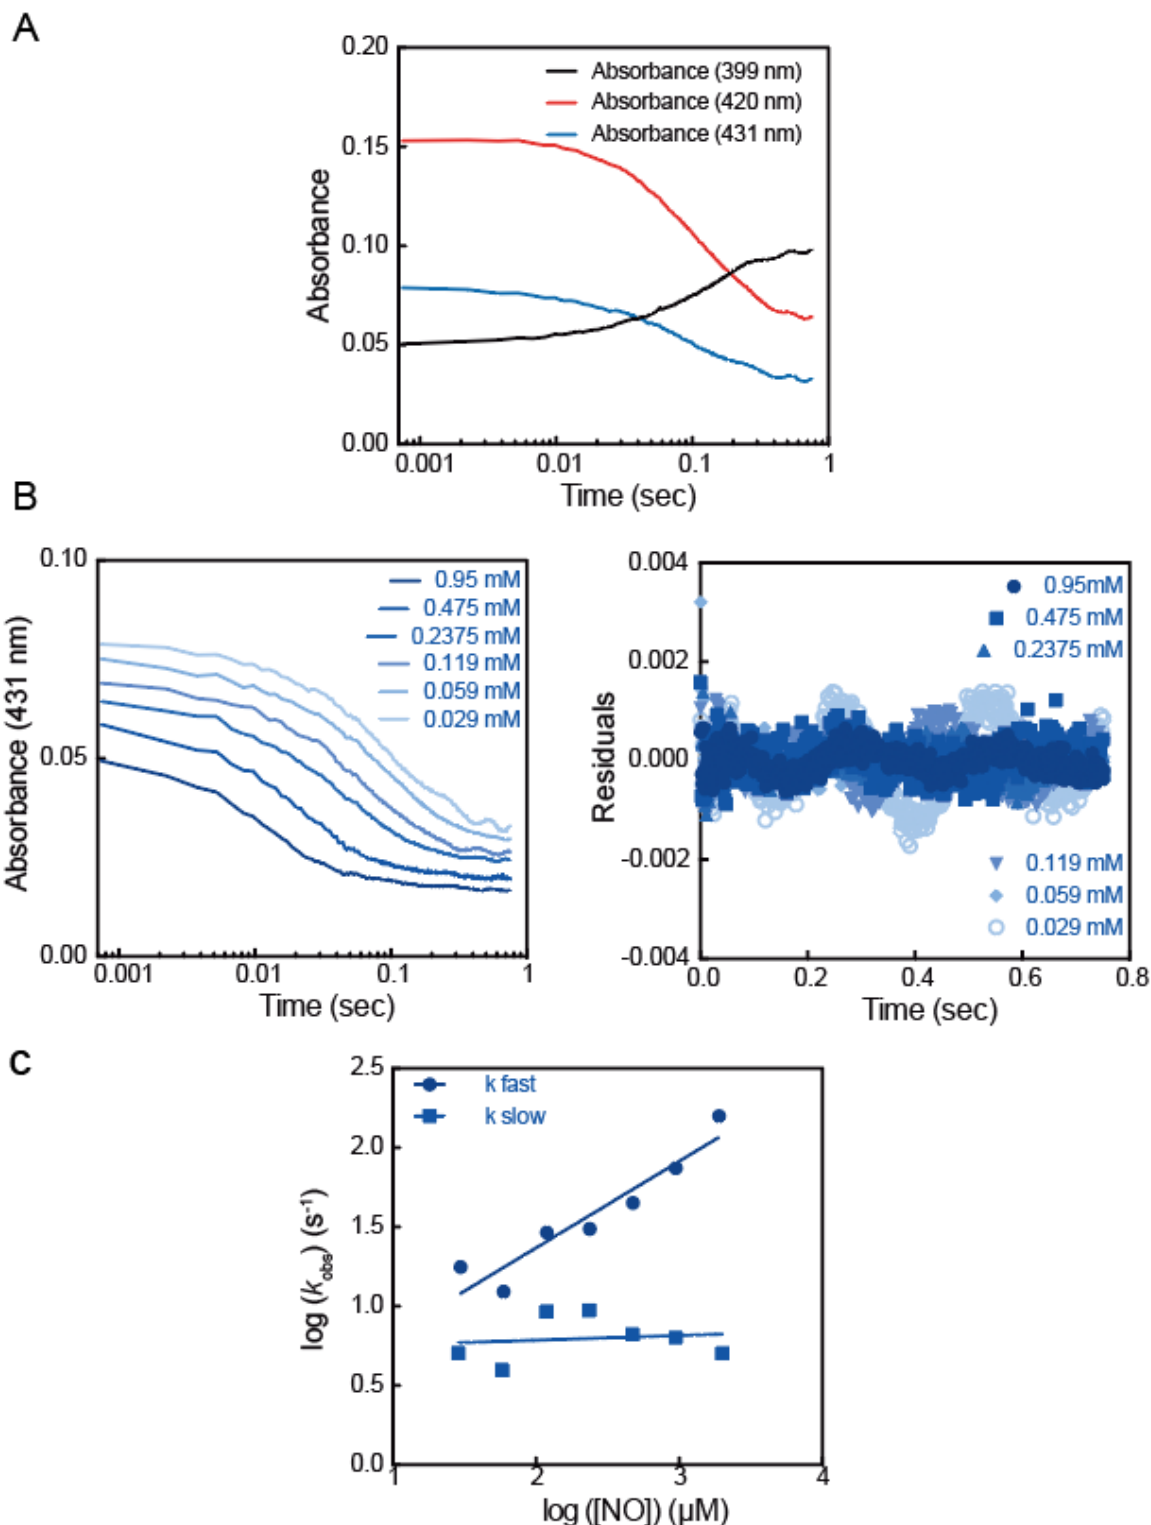 A
0.20
0.15
0.10
0.05
0.00
Absorbance
Absorbance (399 nm)
Absorbance (420 nm)
Absorbance (431 nm)
0.001
0.01
0.1
1
Time (sec)
B
0.10
0.05
0.00
Absorbance (431 nm)
0.95 mM
0.475 mM
0.2375 mM
0.119 mM
0.059 mM
0.029 mM
0.001
0.01
0.1
1
Time (sec)
0.004
0.002
0.000
-0.002
-0.004
Residuals
0.95mM
0.475 mM
0.2375 mM
0.119 mM
0.059 mM
0.029 mM
0.0
0.2
0.4
0.6
0.8
Time (sec)
C
2.5
2.0
1.5
1.0
0.5
0.0
log (kobs) (s-1)
k fast
k slow
1
2
3
4
log ([NO]) (µM)